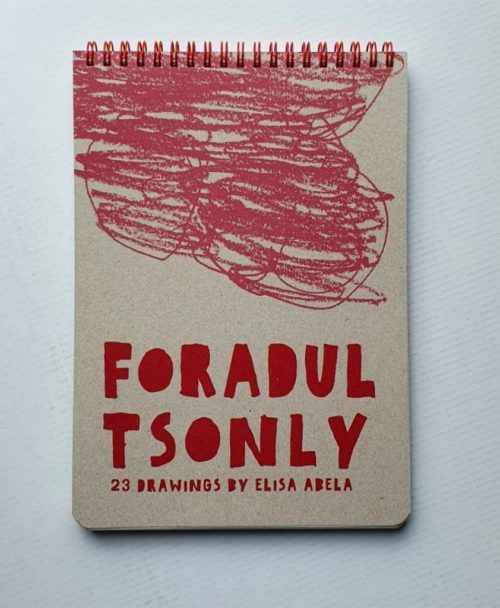 FORADUL
TSONLY
23 DRAWINGS BY ELISA ABELA